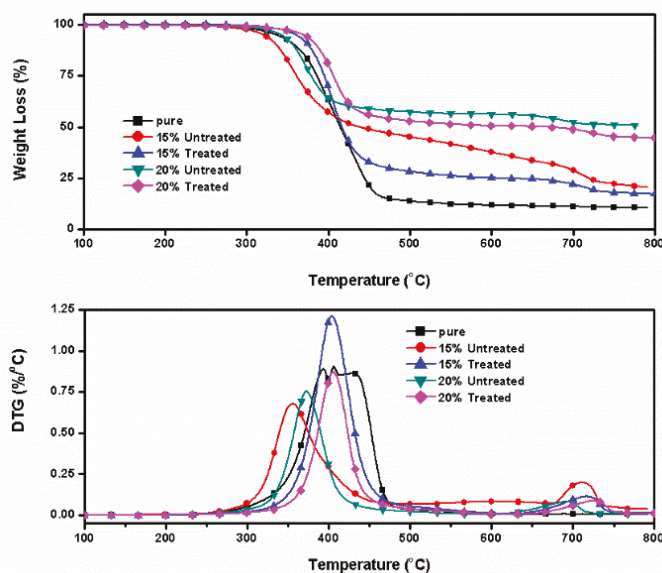 100
75
50
25
0
Weight Loss (%)
pure
15% Untreated
15% Treated
20% Untreated
20% Treated
100 200 300 400 500 600 700 800
Temperature (°C)
1.25
1.00
0.75
0.50
0.25
0.00
DTG (%/°C)
pure
15% Untreated
15% Treated
20% Untreated
20% Treated
100 200 300 400 500 600 700 800
Temperature (°C)